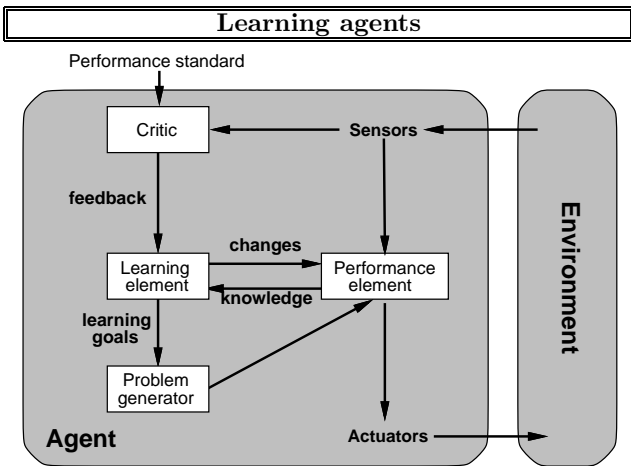 Learning agents
Performance standard
Critic
Sensors
feedback
changes
Learning
element
Performance
element
knowledge
learning
goals
Problem
generator
Agent
Actuators
Environment